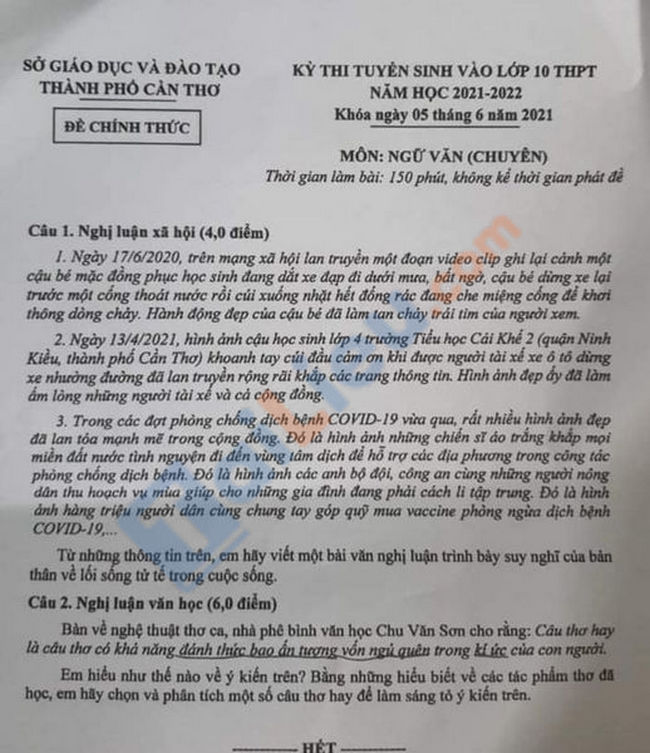 SỞ GIÁO DỤC VÀ ĐÀO TẠO
THÀNH PHỐ CẦN THƠ
ĐỀ CHÍNH THỨC
KỲ THI TUYỂN SINH VÀO LỚP 10 THPT
NĂM HỌC 2021-2022
Khóa ngày 05 tháng 6 năm 2021
MÔN: NGỮ VĂN (CHUYÊN)
Thời gian làm bài: 150 phút, không kể thời gian phát đề
Câu 1. Nghị luận xã hội (4,0 điểm)
1. Ngày 17/6/2020, trên mạng xã hội lan truyền một đoạn video clip ghi lại cảnh một
cậu bé mặc đồng phục học sinh đang dắt xe đạp đi dưới mưa, bất ngờ, cậu bé dừng xe lại
trước một cống thoát nước rồi cúi xuống nhặt hết đống rác đang che miệng cống để khơi
thông dòng chảy. Hành động đẹp của cậu bé đã làm tan chảy trái tim của người xem.
2. Ngày 13/4/2021, hình ảnh cậu học sinh lớp 4 trường Tiểu học Cái Khế 2 (quận Ninh
Kiều, thành phố Cần Thơ) khoanh tay cúi đầu cảm ơn khi được người tài xế xe ô tô dừng
xe nhường đường đã lan truyền rộng rãi khắp các trang thông tin. Hình ảnh đẹp ấy đã làm
ấm lòng những người tài xế và cả cộng đồng.
3. Trong các đợt phòng chống dịch bệnh COVID-19 vừa qua, rất nhiều hình ảnh đẹp
đã lan tỏa mạnh mẽ trong cộng đồng. Đó là hình ảnh những chiến sĩ áo trắng khắp mọi
miền đất nước tình nguyện đi đến vùng tâm dịch để hỗ trợ các địa phương trong công tác
phòng chống dịch bệnh. Đó là hình ảnh các anh bộ đội, công an cùng những người nông
dân thu hoạch vụ mùa giúp cho những gia đình đang phải cách li tập trung. Đó là hình
ảnh hàng triệu người dân cùng chung tay góp quỹ mua vaccine phòng ngừa dịch bệnh
COVID-19,...
Từ những thông tin trên, em hãy viết một bài văn nghị luận trình bày suy nghĩ của bản
thân về lối sống tử tế trong cuộc sống.
Câu 2. Nghị luận văn học (6,0 điểm)
Bàn về nghệ thuật thơ ca, nhà phê bình văn học Chu Văn Sơn cho rằng: Câu thơ hay
là câu thơ có khả năng đánh thức bao ấn tượng vốn ngủ quên trong kí ức của con người.
Em hiểu như thế nào về ý kiến trên? Bằng những hiểu biết về các tác phẩm thơ đã
học, em hãy chọn và phân tích một số câu thơ hay để làm sáng tỏ ý kiến trên.
HẾT